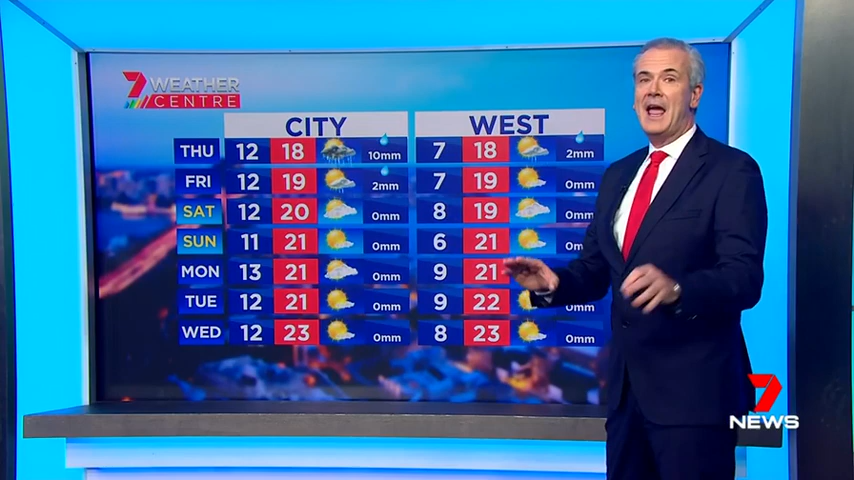 7 WEATHER
CENTRE
CITY WEST
THU 12 18 10mm 7 18 2mm
FRI 12 19 2mm 7 19 0mm
SAT 12 20 0mm 8 19 0mm
SUN 11 21 0mm 6 21 0mm
MON 13 21 0mm 9 21
TUE 12 21 0mm 9 22 0mm
WED 12 23 0mm 8 23 0mm
7
NEWS